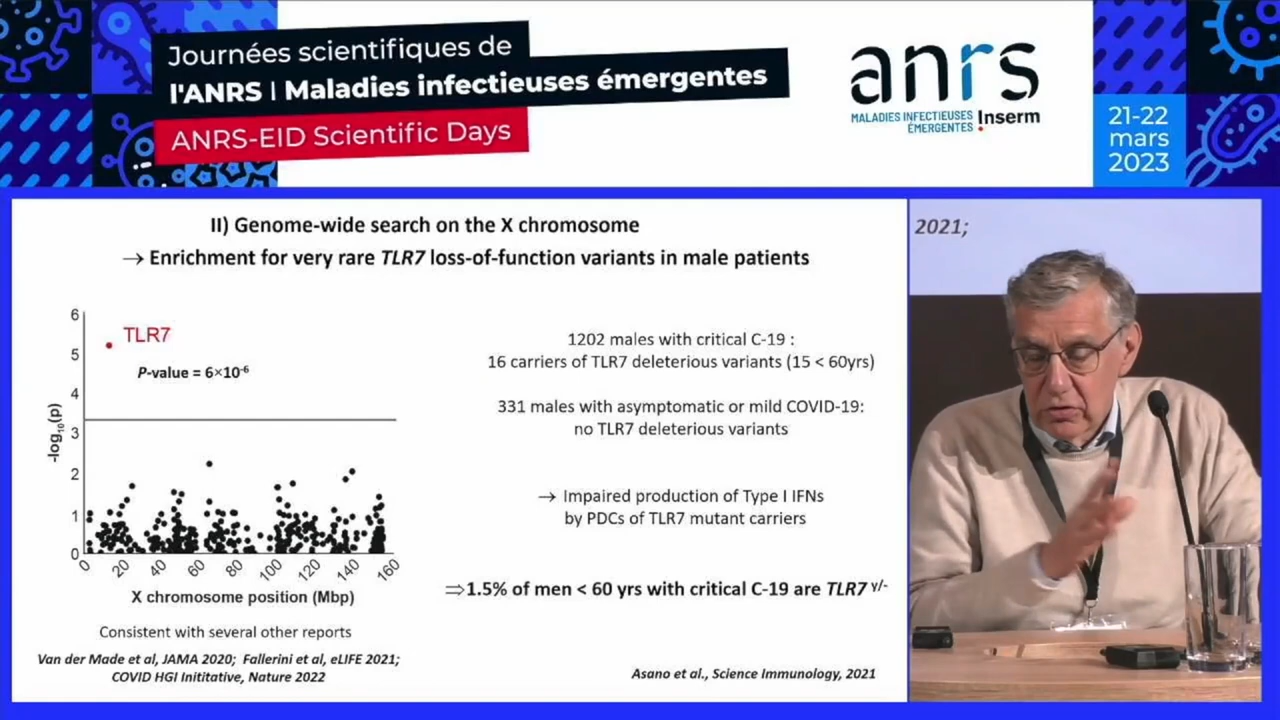 Journées scientifiques de
l'ANRS | Maladies infectieuses émergentes
ANRS-EID Scientific Days
anrs
MALADIES INFECTIEUSES
ÉMERGENTES
Inserm
21-22
mars
2023
II) Genome-wide search on the X chromosome
→ Enrichment for very rare TLR7 loss-of-function variants in male patients
6
5
4
3
2
1
0
-log10(p)
TLR7
P-value = 6×10-6
0
20
40
60
80
100
120
140
160
X chromosome position (Mbp)
Consistent with several other reports
Van der Made et al, JAMA 2020; Fallerini et al, eLIFE 2021;
COVID HGI Inititative, Nature 2022
1202 males with critical C-19 :
16 carriers of TLR7 deleterious variants (15 < 60yrs)
331 males with asymptomatic or mild COVID-19:
no TLR7 deleterious variants
→ Impaired production of Type I IFNs
by PDCs of TLR7 mutant carriers
⇒1.5% of men < 60 yrs with critical C-19 are TLR7 y/-
Asano et al., Science Immunology, 2021
2021;